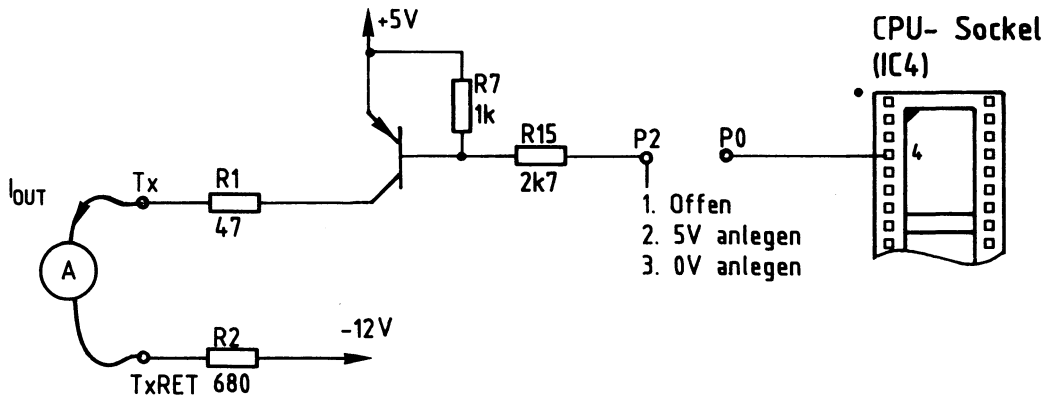 +5V
CPU- Sockel
(IC4)
R7
1k
R15
2k7
P2
P0
4
1. Offen
2. 5V anlegen
3. 0V anlegen
IOUT
Tx
R1
47
A
-12V
R2
TxRET
680